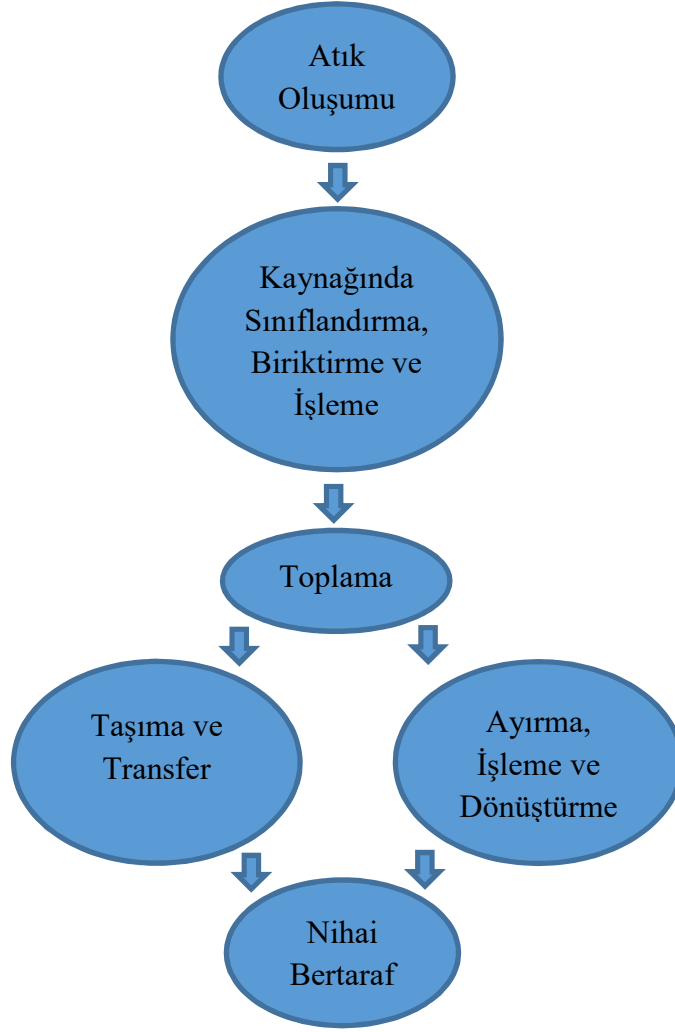 Atık
Oluşumu
Kaynağında
Sınıflandırma,
Biriktirme ve
İşleme
Toplama
Taşıma ve
Transfer
Ayırma,
İşleme ve
Dönüştürme
Nihai
Bertaraf